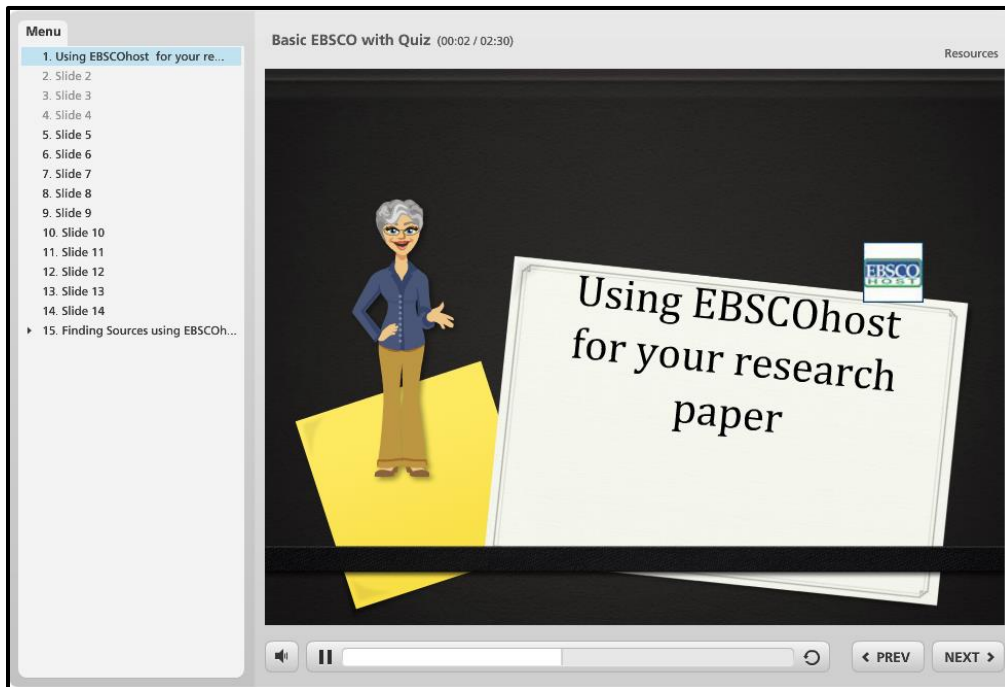 Menu
1. Using EBSCOhost for your re...
2. Slide 2
3. Slide 3
4. Slide 4
5. Slide 5
6. Slide 6
7. Slide 7
8. Slide 8
9. Slide 9
10. Slide 10
11. Slide 11
12. Slide 12
13. Slide 13
14. Slide 14
15. Finding Sources using EBSCOh...
Basic EBSCO with Quiz (00:02 / 02:30)
Resources
EBSCO
HOST
Using EBSCOhost
for your research
paper
PREV
NEXT